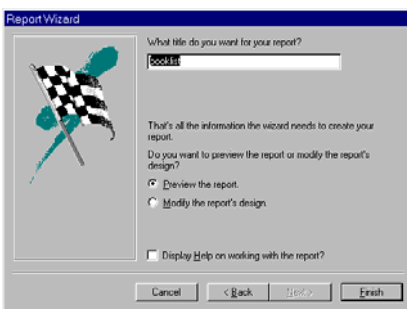 Report Wizard
What title do you want for your report?
booklist
That's all the information the wizard needs to create your
report.
Do you want to preview the report or modify the report's
design?
Preview the report.
Modify the report's design.
Display Help on working with the report?
Cancel
< Back
Next >
Finish